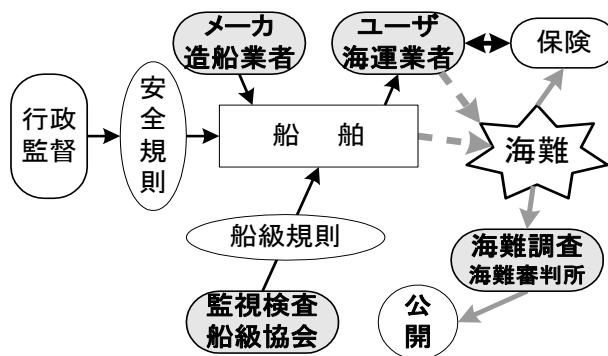 メーカ
造船業者
ユーザ
海運業者
保険
行政
監督
安全規則
船舶
海難
船級規則
海難調査
海難審判所
監視検査
船級協会
公開